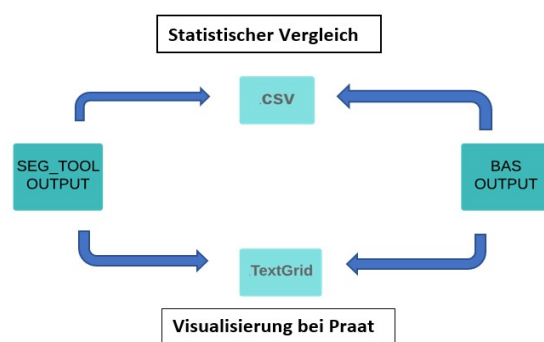 Statistischer Vergleich
.CSV
SEG_TOOL
OUTPUT
BAS
OUTPUT
.TextGrid
Visualisierung bei Praat